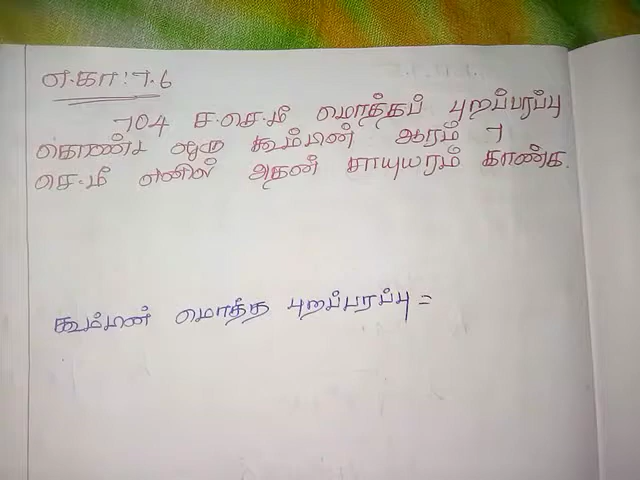 எ.கா:7.6
704 ச.செ.மீ மொத்தப் புறப்பரப்பு
கொண்ட ஒரு கூம்பின் ஆரம் 7
செ.மீ எனில் அதன் சாயுயரம் காண்க.
கூம்பின் மொத்த புறப்பரப்பு =